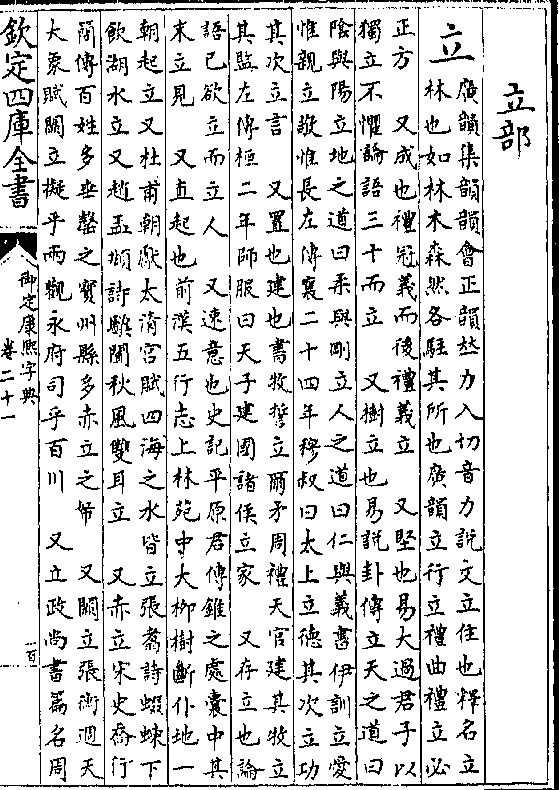 立部
立
廣韻集韻韻會正韻𠀤力入切音力說文立住也釋名立
林也如林木森然各駐其所也廣韻立行立禮曲禮立必
正方　又成也禮冠義而後禮義立　又堅也易大過君子以
獨立不懼論語三十而立　又樹立也易說卦傳立天之道曰
陰與陽立地之道曰柔與剛立人之道曰仁與義書伊訓立愛
惟親立敬惟長左傳襄二十四年穆叔曰太上立德其次立功
其次立言　又置也建也書牧誓立爾矛周禮天官建其牧立
其監左傳桓二年師服曰天子建國諸侯立家　又存立也論
語己欲立而立人　又速意也史記平原君傳錐之處囊中其
末立見　又直起也前漢五行志上林苑中大柳樹斷仆地一
朝起立又杜甫朝獻太清宮賦四海之水皆立張翥詩蝃蝀下
飲湖水立又趙孟頫詩騕闐秋風雙耳立　又赤立宋史喬行
簡傳百姓多垂罄之室州縣多赤立之帑　又闕立張衡週天
大象賦闕立擬乎兩觀永府司乎百川　又立政尚書篇名周
欽定四庫全書
御定康熙字典
卷二十一
百